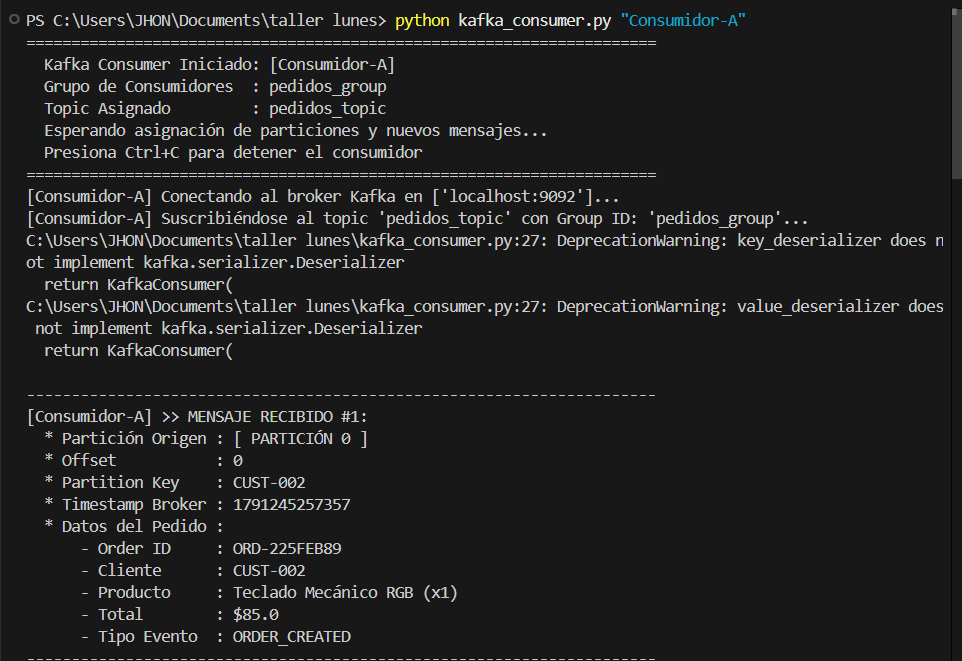 PS C:\Users\JHON\Documents\taller lunes> python kafka_consumer.py "Consumidor-A"
======================================================================
Kafka Consumer Iniciado: [Consumidor-A]
Grupo de Consumidores  : pedidos_group
Topic Asignado         : pedidos_topic
Esperando asignación de particiones y nuevos mensajes...
Presiona Ctrl+C para detener el consumidor
======================================================================
[Consumidor-A] Conectando al broker Kafka en ['localhost:9092']...
[Consumidor-A] Suscribiéndose al topic 'pedidos_topic' con Group ID: 'pedidos_group'...
C:\Users\JHON\Documents\taller lunes\kafka_consumer.py:27: DeprecationWarning: key_deserializer does n
ot implement kafka.serializer.Deserializer
  return KafkaConsumer(
C:\Users\JHON\Documents\taller lunes\kafka_consumer.py:27: DeprecationWarning: value_deserializer does
 not implement kafka.serializer.Deserializer
  return KafkaConsumer(
----------------------------------------------------------------------
[Consumidor-A] >> MENSAJE RECIBIDO #1:
  * Partición Origen : [ PARTICIÓN 0 ]
  * Offset           : 0
  * Partition Key    : CUST-002
  * Timestamp Broker : 1791245257357
  * Datos del Pedido :
      - Order ID     : ORD-225FEB89
      - Cliente      : CUST-002
      - Producto     : Teclado Mecánico RGB (x1)
      - Total        : $85.0
      - Tipo Evento  : ORDER_CREATED
----------------------------------------------------------------------